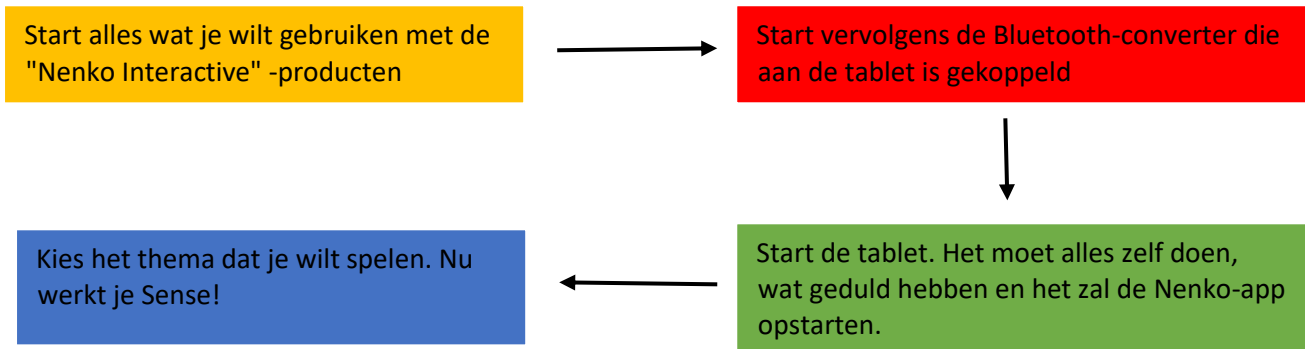 Start alles wat je wilt gebruiken met de
"Nenko Interactive" -producten
Start vervolgens de Bluetooth-converter die
aan de tablet is gekoppeld
Start de tablet. Het moet alles zelf doen,
wat geduld hebben en het zal de Nenko-app
opstarten.
Kies het thema dat je wilt spelen. Nu
werkt je Sense!